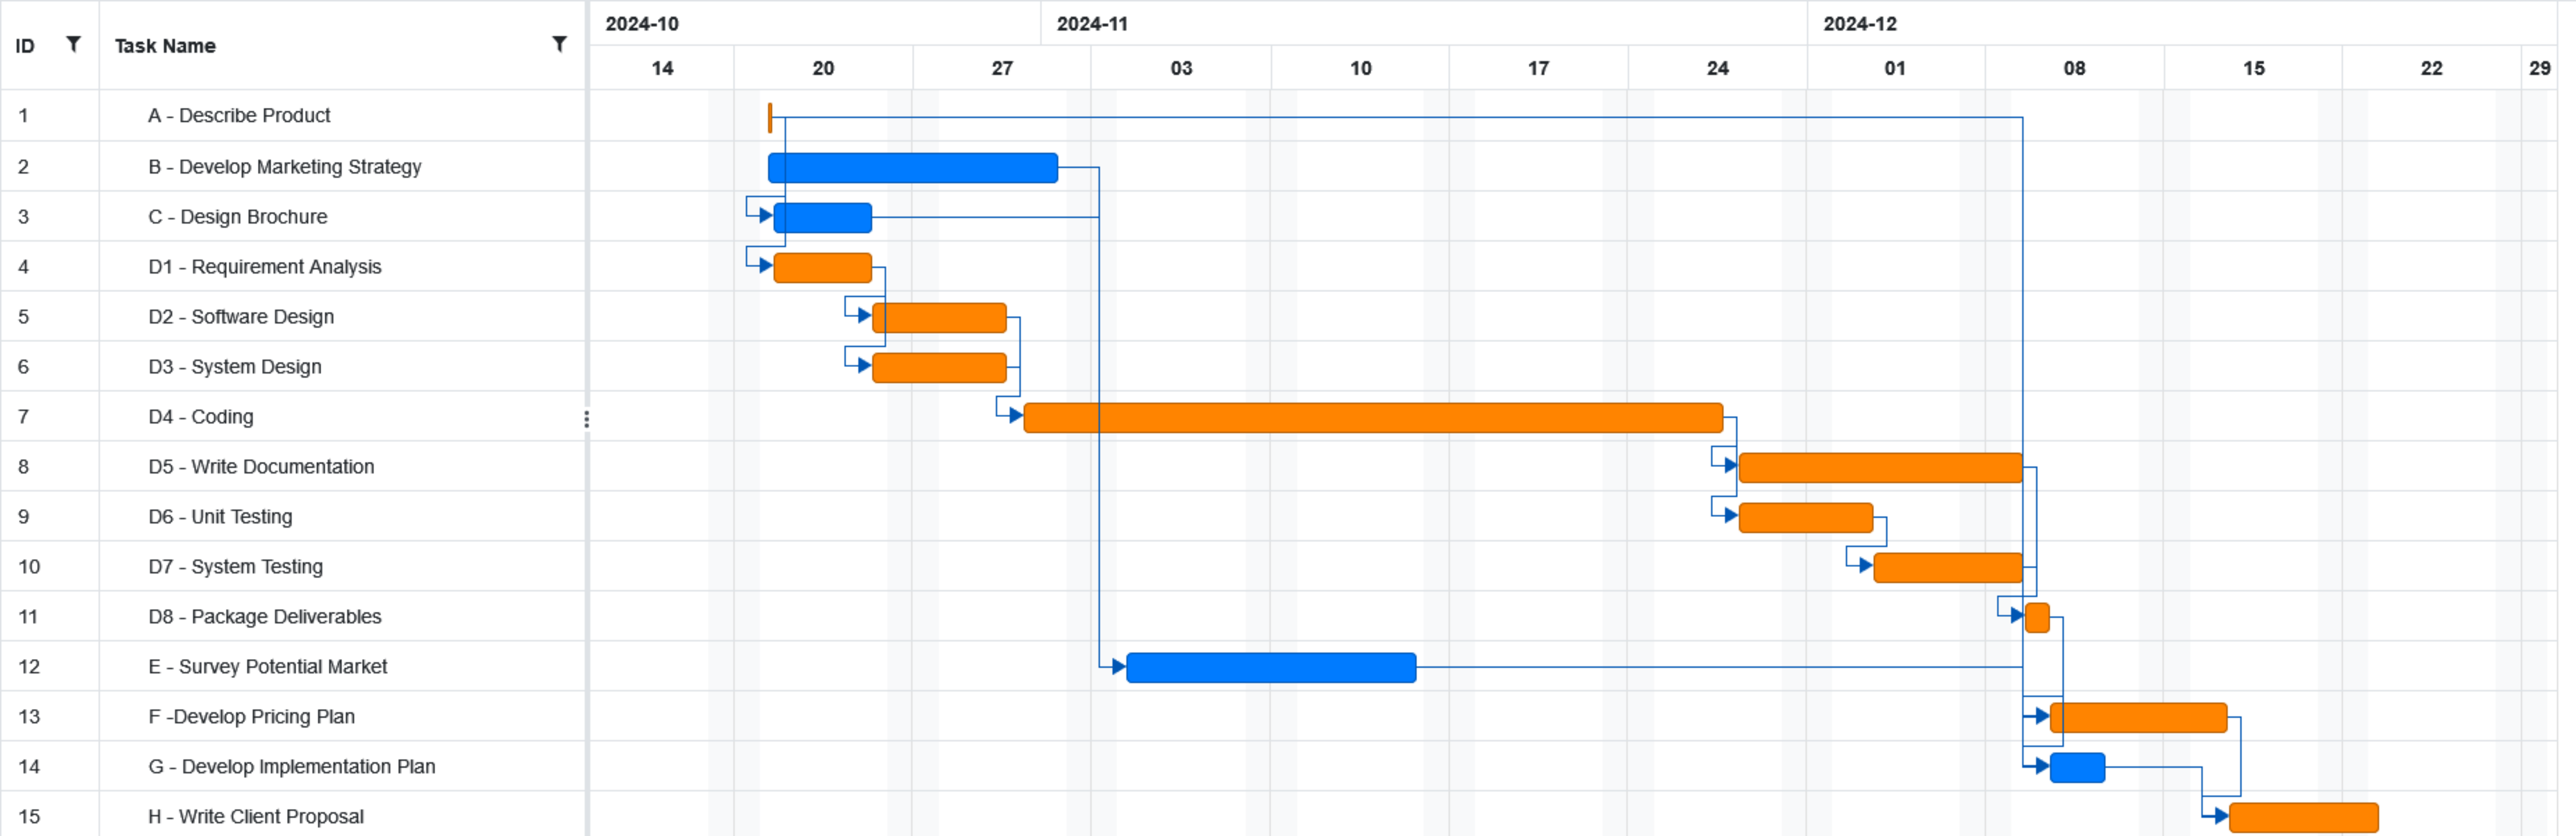 2024-10 2024-11 2024-12
ID Task Name
14 20 27 03 10 17 24 01 08 15 22 29
1 A - Describe Product
2 B - Develop Marketing Strategy
3 C - Design Brochure
4 D1 - Requirement Analysis
5 D2 - Software Design
6 D3 - System Design
7 D4 - Coding
8 D5 - Write Documentation
9 D6 - Unit Testing
10 D7 - System Testing
11 D8 - Package Deliverables
12 E - Survey Potential Market
13 F -Develop Pricing Plan
14 G - Develop Implementation Plan
15 H - Write Client Proposal